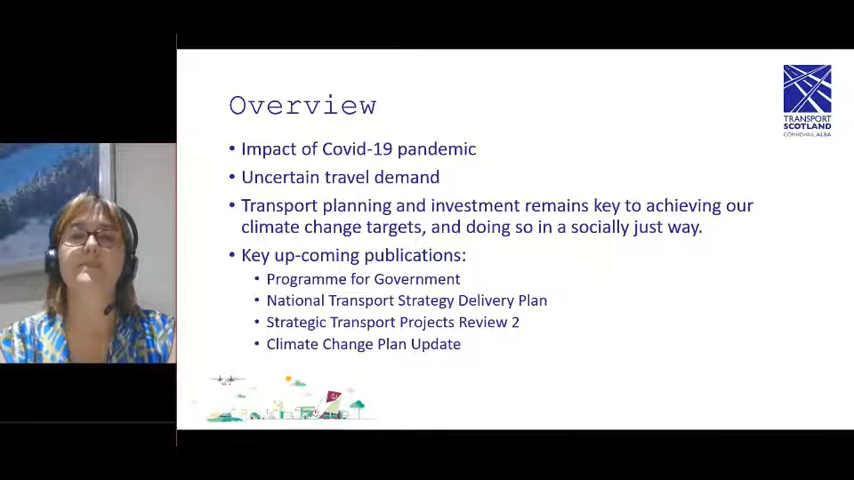 Overview
TRANSPORT
SCOTLAND
CÒMHDHAIL ALBA
• Impact of Covid-19 pandemic
• Uncertain travel demand
• Transport planning and investment remains key to achieving our
climate change targets, and doing so in a socially just way.
• Key up-coming publications:
• Programme for Government
• National Transport Strategy Delivery Plan
• Strategic Transport Projects Review 2
• Climate Change Plan Update